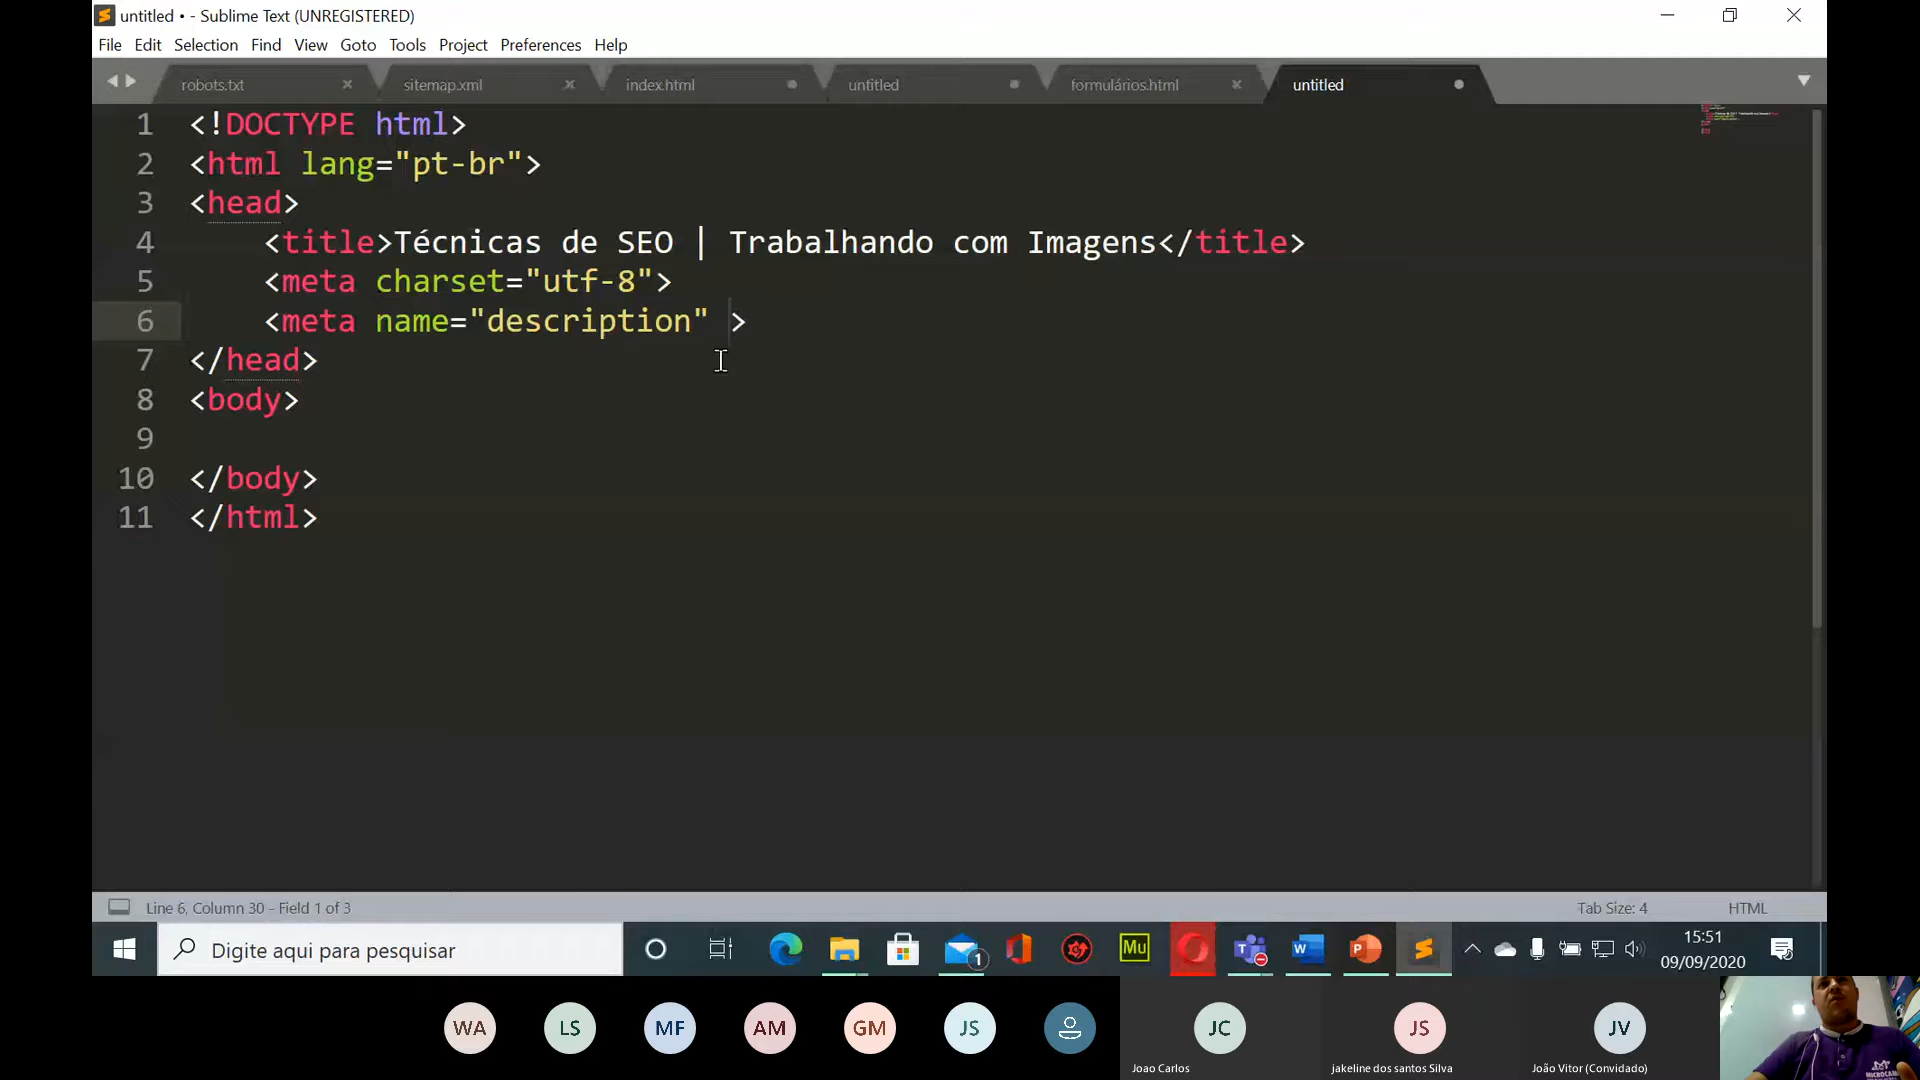 untitled • - Sublime Text (UNREGISTERED)
File Edit Selection Find View Goto Tools Project Preferences Help
robots.txt sitemap.xml index.html untitled formulários.html untitled
1 <!DOCTYPE html>
2 <html lang="pt-br">
3 <head>
4 <title>Técnicas de SEO | Trabalhando com Imagens</title>
5 <meta charset="utf-8">
6 <meta name="description" >
7 </head>
8 <body>
9
10 </body>
11 </html>
Line 6, Column 30 - Field 1 of 3 Tab Size: 4 HTML
Digite aqui para pesquisar
1
Mu
15:51
09/09/2020
WA LS MF AM GM JS JC JS JV
Joao Carlos jakeline dos santos Silva João Vitor (Convidado)